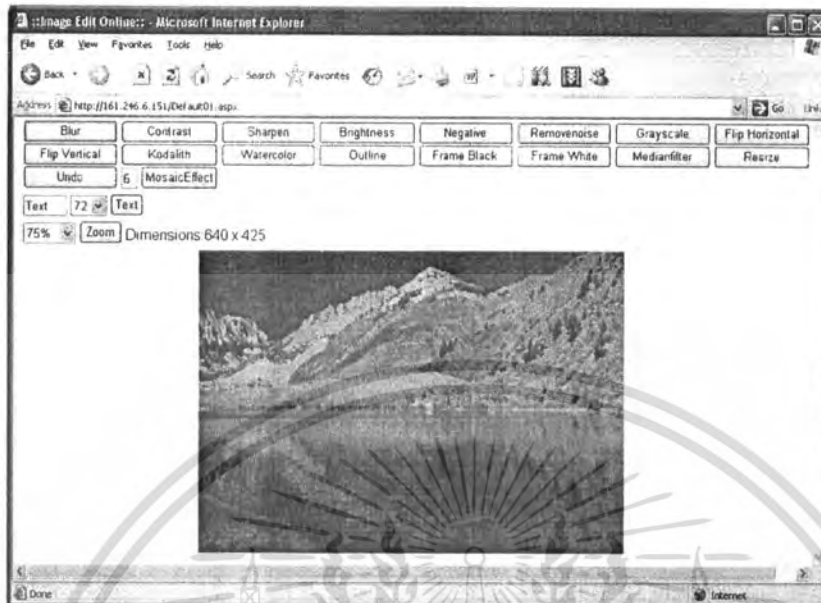 ::Image Edit Online:: - Microsoft Internet Explorer
File Edit View Favorites Tools Help
Back Search Favorites
Address http://161.246.6.151/Default01.aspx Go Links
Blur Contrast Sharpen Brightness Negative Removenoise Grayscale Flip Horizontal
Flip Vertical Kodalith Watercolor Outline Frame Black Frame White Medianfilter Resize
Undo 6 MosaicEffect
Text 72 Text
75% Zoom Dimensions 640 x 425
Done Internet